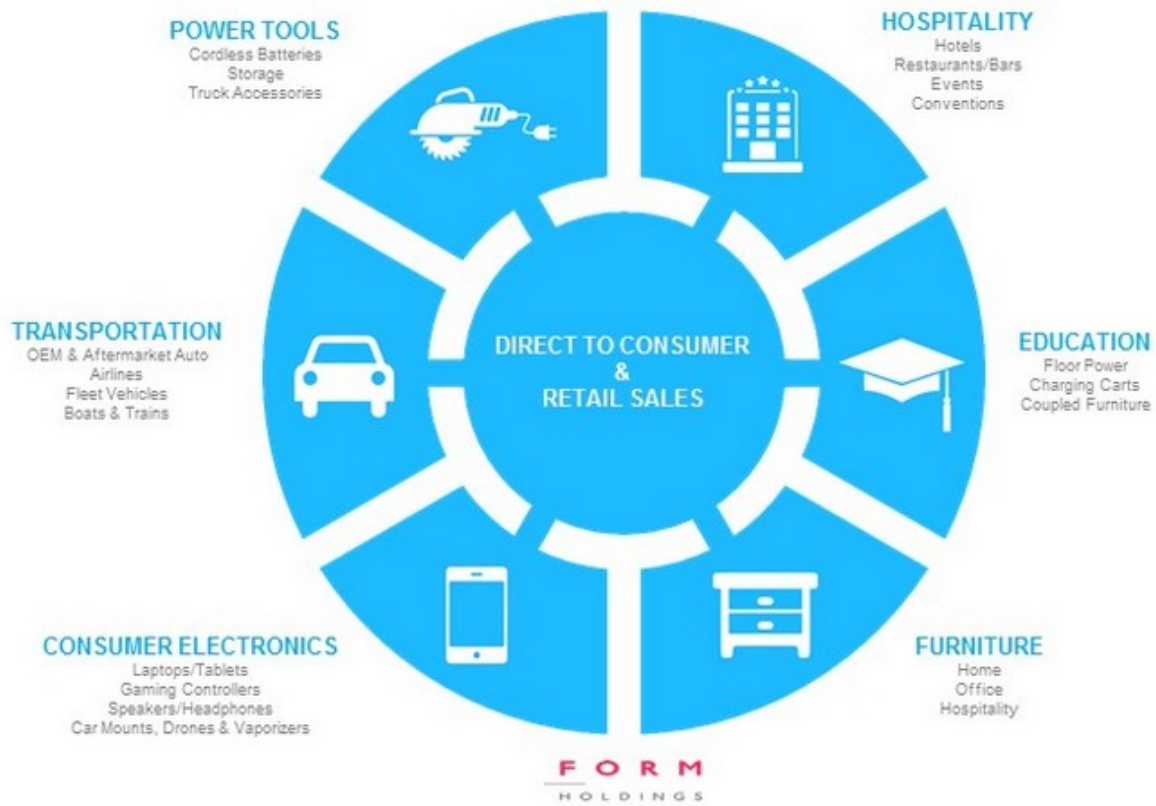 POWER TOOLS
Cordless Batteries
Storage
Truck Accessories
HOSPITALITY
Hotels
Restaurants/Bars
Events
Conventions
TRANSPORTATION
OEM & Aftermarket Auto
Airlines
Fleet Vehicles
Boats & Trains
DIRECT TO CONSUMER
&
RETAIL SALES
EDUCATION
Floor Power
Charging Carts
Coupled Furniture
CONSUMER ELECTRONICS
Laptops/Tablets
Gaming Controllers
Speakers/Headphones
Car Mounts, Drones & Vaporizers
FURNITURE
Home
Office
Hospitality
FORM
HOLDINGS